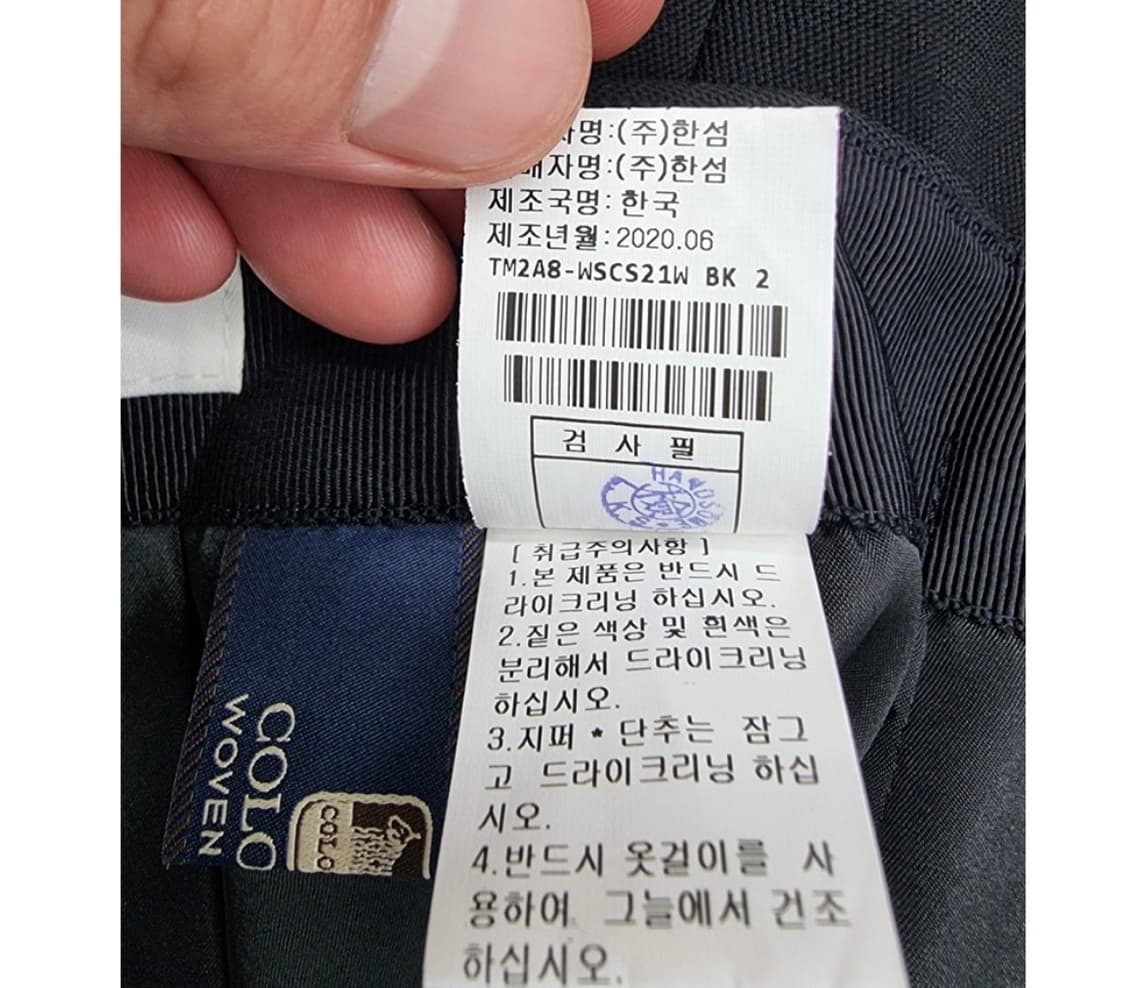 자명:(주)한섬
매자명:(주)한섬
제조국명: 한국
제조년월:2020.06
TM2A8-WSCS21W BK 2
검 사 필
HANDSOME
[ 취급주의사항 ]
1.본 제품은 반드시 드
라이크리닝 하십시오.
2.짙은 색상 및 흰색은
분리해서 드라이크리닝
하십시오.
3.지퍼 * 단추는 잠그
고 드라이크리닝 하십
시오.
4.반드시 옷걸이를 사
용하여 그늘에서 건조
하십시오.
COLO
WOVEN
COLO